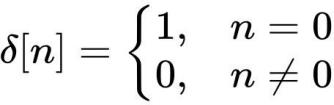 δ[n] = { 1, n = 0
0, n ≠ 0